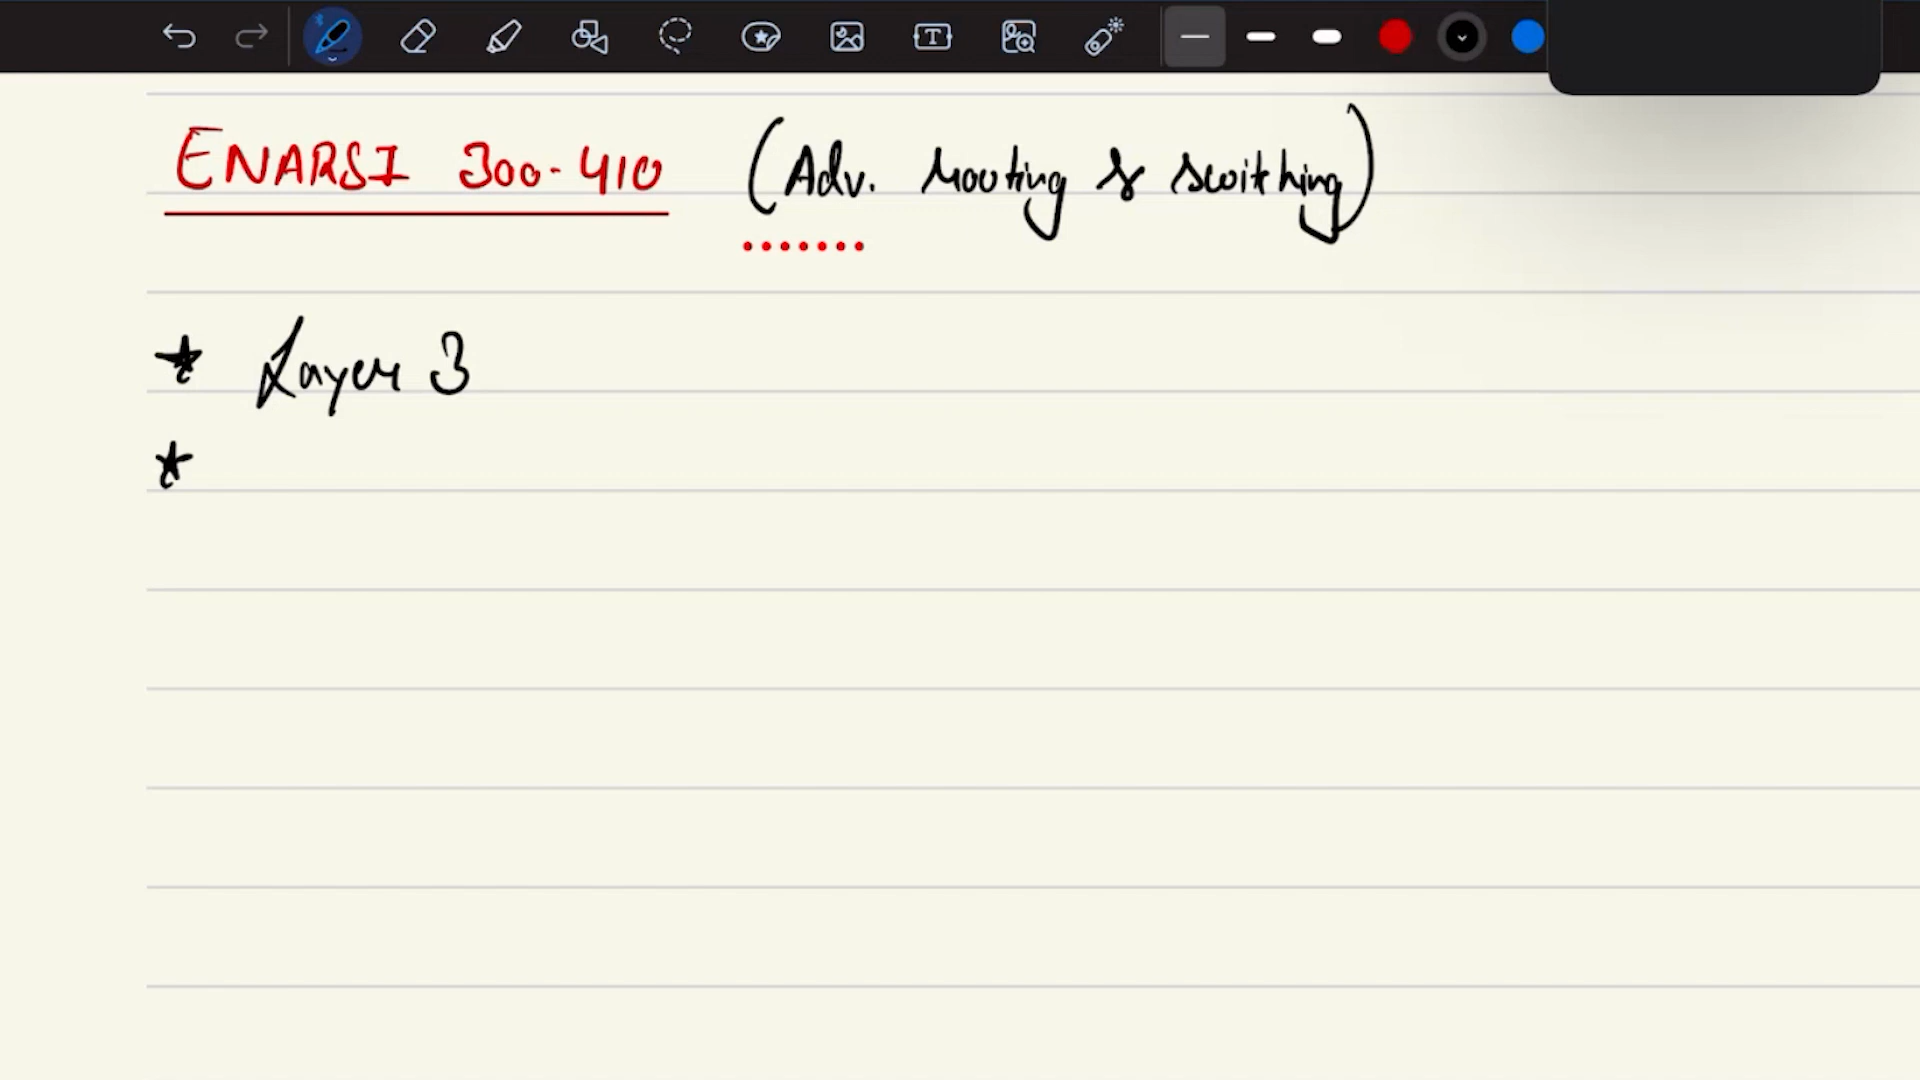 ENARSI 300-410 (Adv. routing & switching)
* Layer 3
*